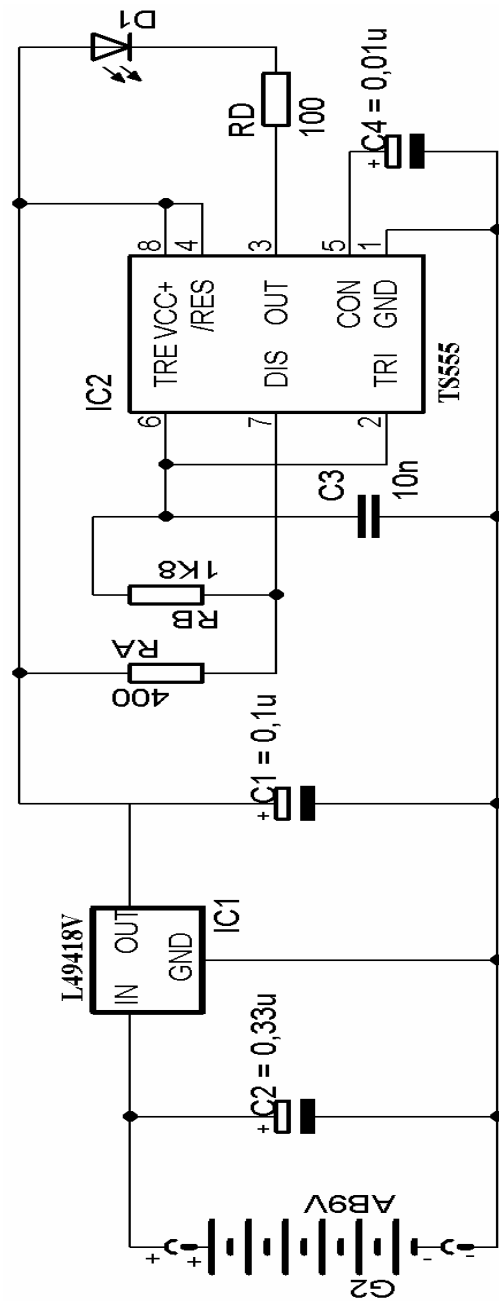 D1
RD
100
C4 = 0,01u
+
8
4
3
5
1
TRE VCC+
/RES
DIS OUT
CON
TRI GND
IC2
TS555
6
7
2
C3
10n
1K8
RB
RA
400
C1 = 0,1u
+
L49418V
IN OUT
GND
IC1
C2 = 0,33u
+
AB9V
G2
+
+
-
-